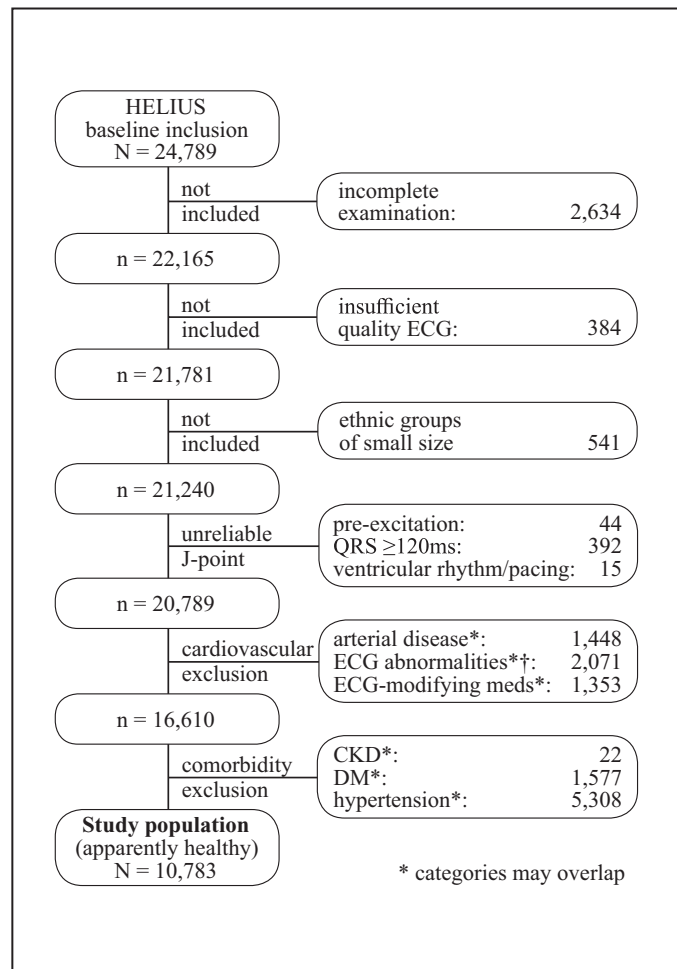 HELIUS
baseline inclusion
N = 24,789
not
included
incomplete
examination: 2,634
n = 22,165
not
included
insufficient
quality ECG: 384
n = 21,781
not
included
ethnic groups
of small size 541
n = 21,240
unreliable
J-point
pre-excitation: 44
QRS ≥120ms: 392
ventricular rhythm/pacing: 15
n = 20,789
cardiovascular
exclusion
arterial disease*: 1,448
ECG abnormalities*†: 2,071
ECG-modifying meds*: 1,353
n = 16,610
comorbidity
exclusion
CKD*: 22
DM*: 1,577
hypertension*: 5,308
Study population
(apparently healthy)
N = 10,783
* categories may overlap